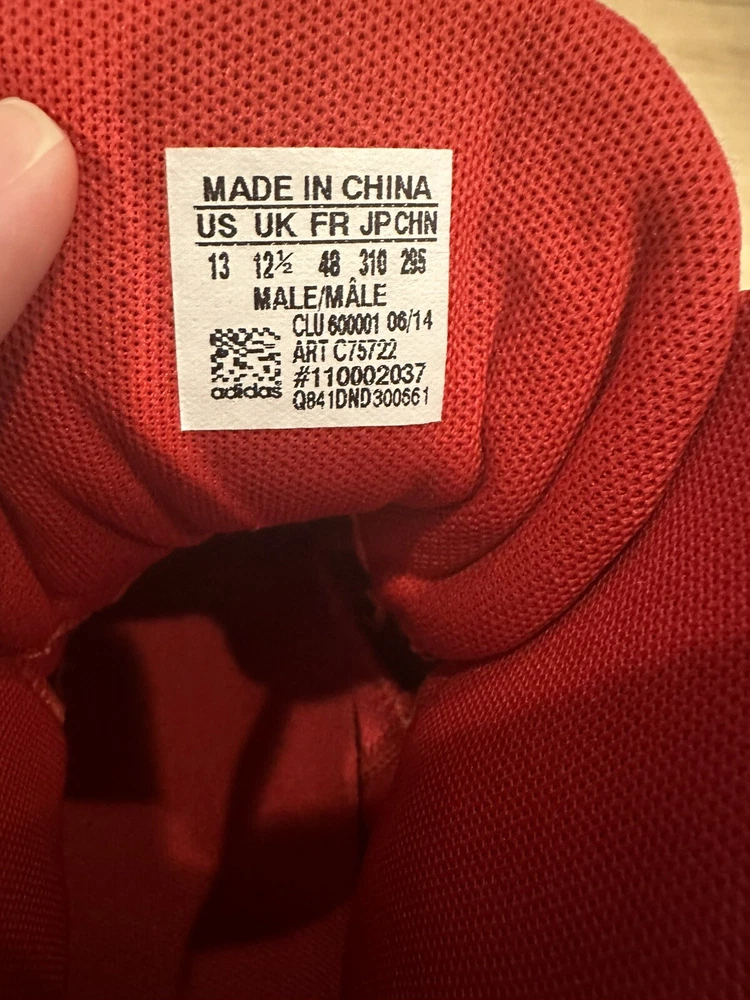 MADE IN CHINA
US UK FR JP CHN
13 12½ 48 310 295
MALE/MÂLE
CLU 600001 06/14
ART C75722
#110002037
adidas Q841DND300661